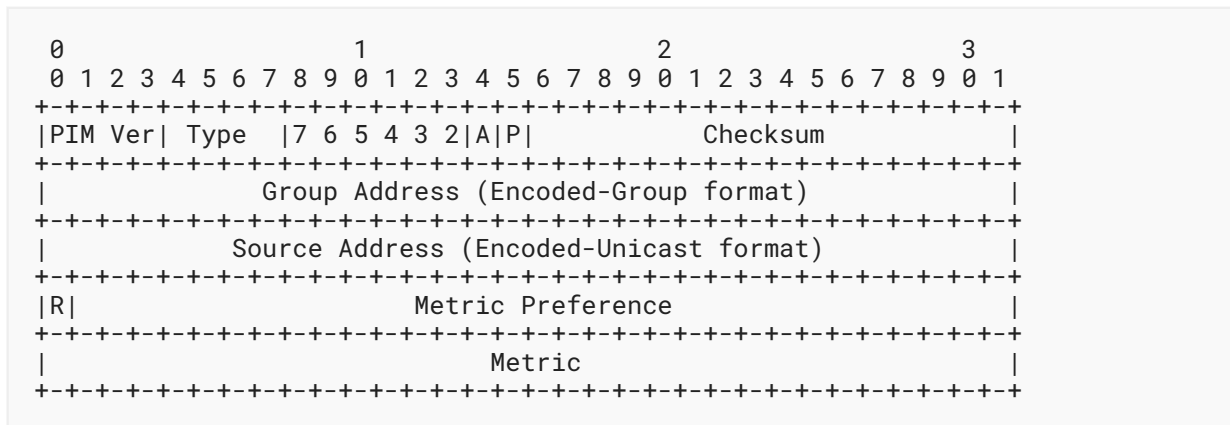 0                   1                   2                   3
 0 1 2 3 4 5 6 7 8 9 0 1 2 3 4 5 6 7 8 9 0 1 2 3 4 5 6 7 8 9 0 1
+-+-+-+-+-+-+-+-+-+-+-+-+-+-+-+-+-+-+-+-+-+-+-+-+-+-+-+-+-+-+-+-+
|PIM Ver| Type  |7 6 5 4 3 2|A|P|           Checksum            |
+-+-+-+-+-+-+-+-+-+-+-+-+-+-+-+-+-+-+-+-+-+-+-+-+-+-+-+-+-+-+-+-+
|              Group Address (Encoded-Group format)             |
+-+-+-+-+-+-+-+-+-+-+-+-+-+-+-+-+-+-+-+-+-+-+-+-+-+-+-+-+-+-+-+-+
|            Source Address (Encoded-Unicast format)            |
+-+-+-+-+-+-+-+-+-+-+-+-+-+-+-+-+-+-+-+-+-+-+-+-+-+-+-+-+-+-+-+-+
|R|                      Metric Preference                      |
+-+-+-+-+-+-+-+-+-+-+-+-+-+-+-+-+-+-+-+-+-+-+-+-+-+-+-+-+-+-+-+-+
|                             Metric                            |
+-+-+-+-+-+-+-+-+-+-+-+-+-+-+-+-+-+-+-+-+-+-+-+-+-+-+-+-+-+-+-+-+